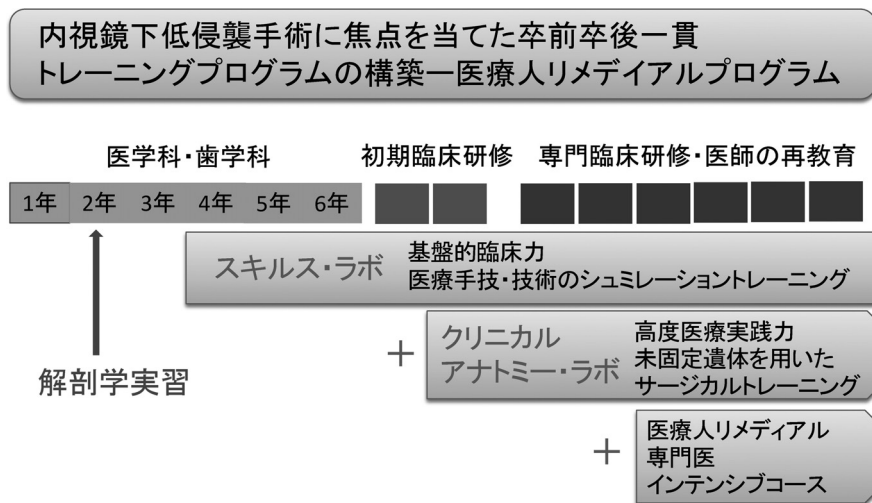 内視鏡下低侵襲手術に焦点を当てた卒前卒後一貫
トレーニングプログラムの構築ー医療人リメデイアルプログラム
医学科・歯学科
初期臨床研修
専門臨床研修・医師の再教育
1年 2年 3年 4年 5年 6年
スキルス・ラボ
基盤的臨床力
医療手技・技術のシュミレーショントレーニング
解剖学実習
+
クリニカル
アナトミー・ラボ
高度医療実践力
未固定遺体を用いた
サージカルトレーニング
+
医療人リメディアル
専門医
インテンシブコース